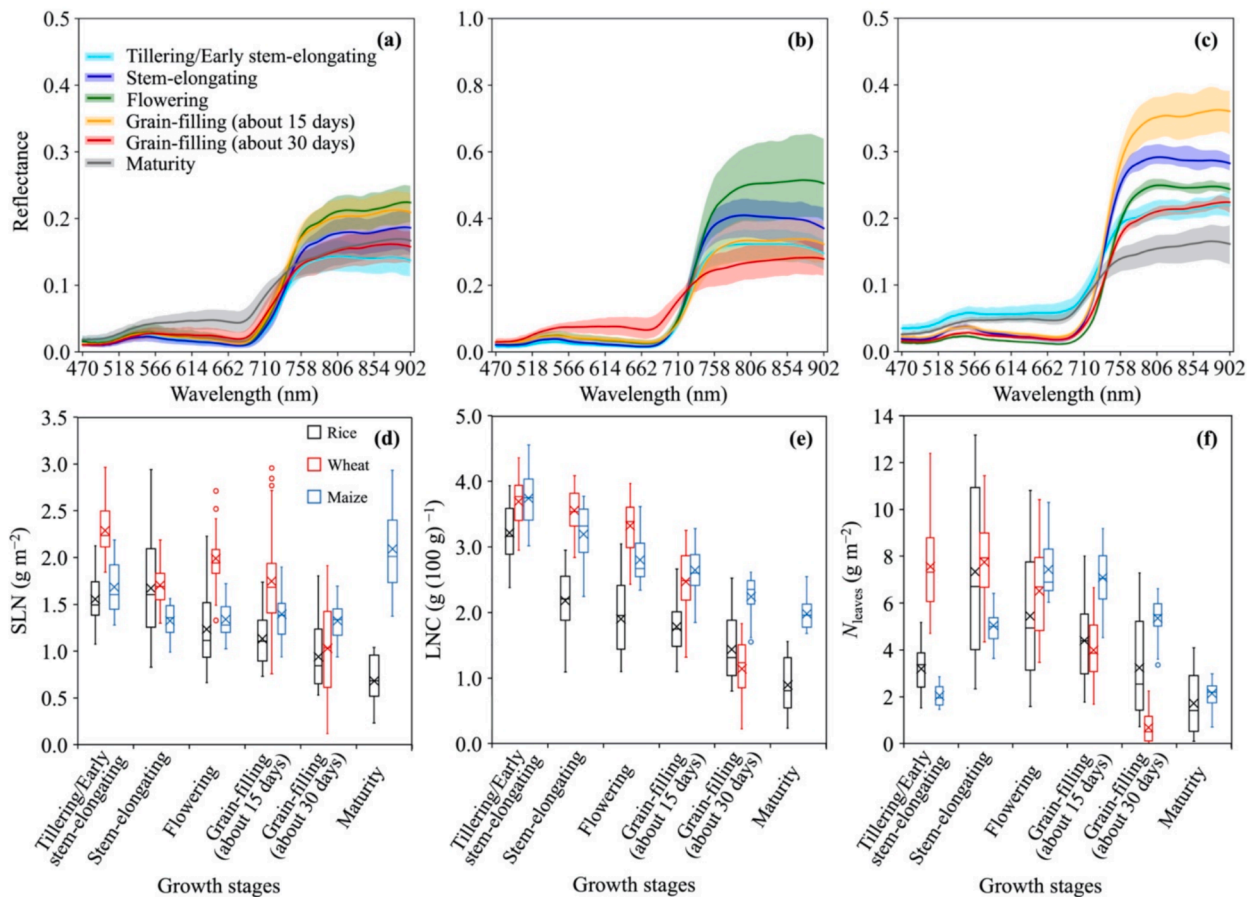 0.5
0.4
0.3
0.2
0.1
0.0
Reflectance
(a)
Tillering/Early stem-elongating
Stem-elongating
Flowering
Grain-filling (about 15 days)
Grain-filling (about 30 days)
Maturity
470 518 566 614 662 710 758 806 854 902
Wavelength (nm)
1.0
0.8
0.6
0.4
0.2
0.0
(b)
470 518 566 614 662 710 758 806 854 902
Wavelength (nm)
0.5
0.4
0.3
0.2
0.1
0.0
(c)
470 518 566 614 662 710 758 806 854 902
Wavelength (nm)
3.5
3.0
2.5
2.0
1.5
1.0
0.5
0.0
SLN (g m⁻²)
(d)
Rice
Wheat
Maize
Tillering/Early
stem-elongating
Stem-elongating
Flowering
Grain-filling
(about 15 days)
Grain-filling
(about 30 days)
Maturity
Growth stages
5.0
4.0
3.0
2.0
1.0
0.0
LNC (g (100 g)⁻¹)
(e)
Tillering/Early
stem-elongating
Stem-elongating
Flowering
Grain-filling
(about 15 days)
Grain-filling
(about 30 days)
Maturity
Growth stages
14
12
10
8
6
4
2
0
N leaves (g m⁻²)
(f)
Tillering/Early
stem-elongating
Stem-elongating
Flowering
Grain-filling
(about 15 days)
Grain-filling
(about 30 days)
Maturity
Growth stages